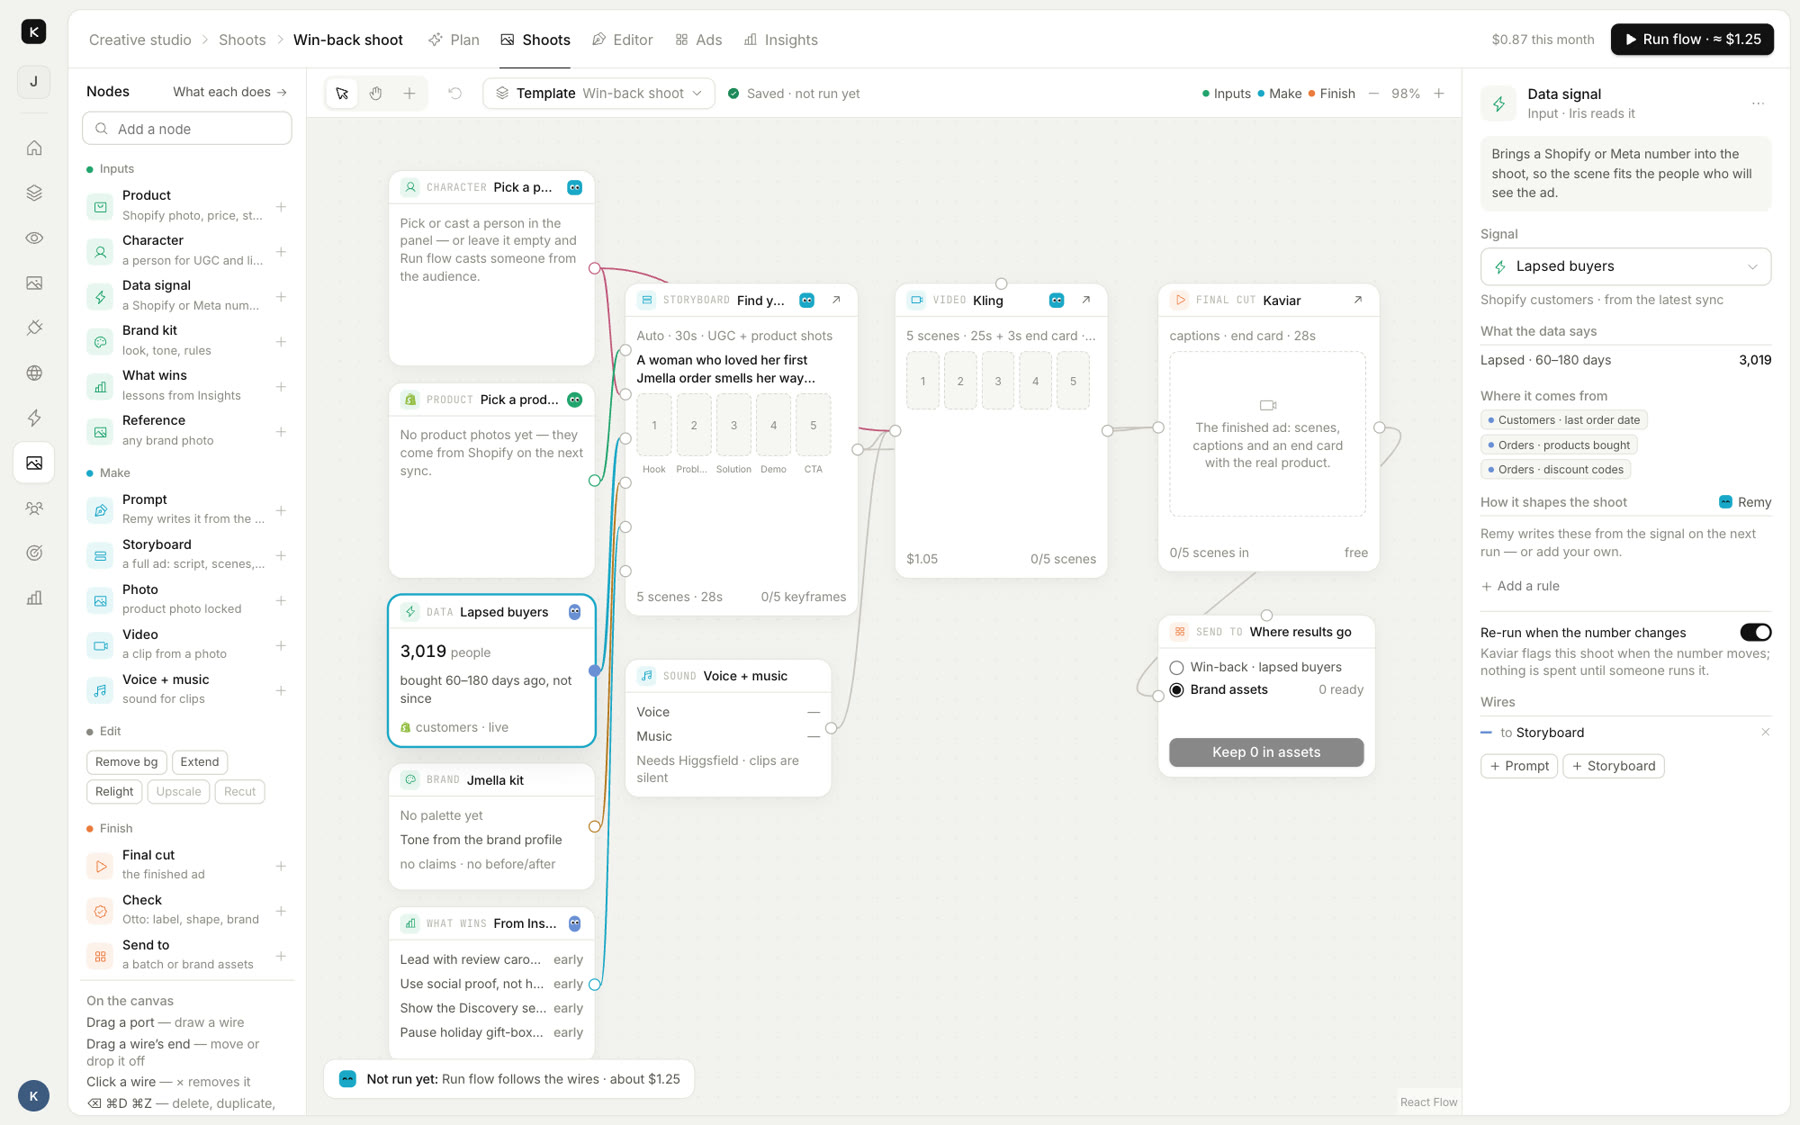 K
J
K
Creative studio
Shoots
Win-back shoot
Plan
Shoots
Editor
Ads
Insights
$0.87 this month
Run flow · ≈ $1.25
Nodes
What each does →
Add a node
Inputs
Product
Shopify photo, price, st...
Character
a person for UGC and li...
Data signal
a Shopify or Meta num...
Brand kit
look, tone, rules
What wins
lessons from Insights
Reference
any brand photo
Make
Prompt
Remy writes it from the ...
Storyboard
a full ad: script, scenes,...
Photo
product photo locked
Video
a clip from a photo
Voice + music
sound for clips
Edit
Remove bg
Extend
Relight
Upscale
Recut
Finish
Final cut
the finished ad
Check
Otto: label, shape, brand
Send to
a batch or brand assets
On the canvas
Drag a port — draw a wire
Drag a wire’s end — move or
drop it off
Click a wire — × removes it
⌫ ⌘D ⌘Z — delete, duplicate,
Template Win-back shoot
Saved · not run yet
Inputs
Make
Finish
98%
CHARACTER Pick a p...
Pick or cast a person in the
panel — or leave it empty and
Run flow casts someone from
the audience.
PRODUCT Pick a prod...
No product photos yet — they
come from Shopify on the next
sync.
DATA Lapsed buyers
3,019 people
bought 60–180 days ago, not
since
customers · live
BRAND Jmella kit
No palette yet
Tone from the brand profile
no claims · no before/after
WHAT WINS From Ins...
Lead with review caro... early
Use social proof, not h... early
Show the Discovery se... early
Pause holiday gift-box... early
STORYBOARD Find y...
Auto · 30s · UGC + product shots
A woman who loved her first
Jmella order smells her way...
1 2 3 4 5
Hook Probl... Solution Demo CTA
5 scenes · 28s 0/5 keyframes
SOUND Voice + music
Voice —
Music —
Needs Higgsfield · clips are
silent
VIDEO Kling
5 scenes · 25s + 3s end card ·...
1 2 3 4 5
$1.05 0/5 scenes
FINAL CUT Kaviar
captions · end card · 28s
The finished ad: scenes,
captions and an end card
with the real product.
0/5 scenes in free
SEND TO Where results go
Win-back · lapsed buyers
Brand assets 0 ready
Keep 0 in assets
Not run yet: Run flow follows the wires · about $1.25
React Flow
Data signal
Input · Iris reads it
Brings a Shopify or Meta number into the
shoot, so the scene fits the people who will
see the ad.
Signal
Lapsed buyers
Shopify customers · from the latest sync
What the data says
Lapsed · 60–180 days 3,019
Where it comes from
Customers · last order date
Orders · products bought
Orders · discount codes
How it shapes the shoot Remy
Remy writes these from the signal on the next
run — or add your own.
+ Add a rule
Re-run when the number changes
Kaviar flags this shoot when the number moves;
nothing is spent until someone runs it.
Wires
to Storyboard ×
+ Prompt
+ Storyboard